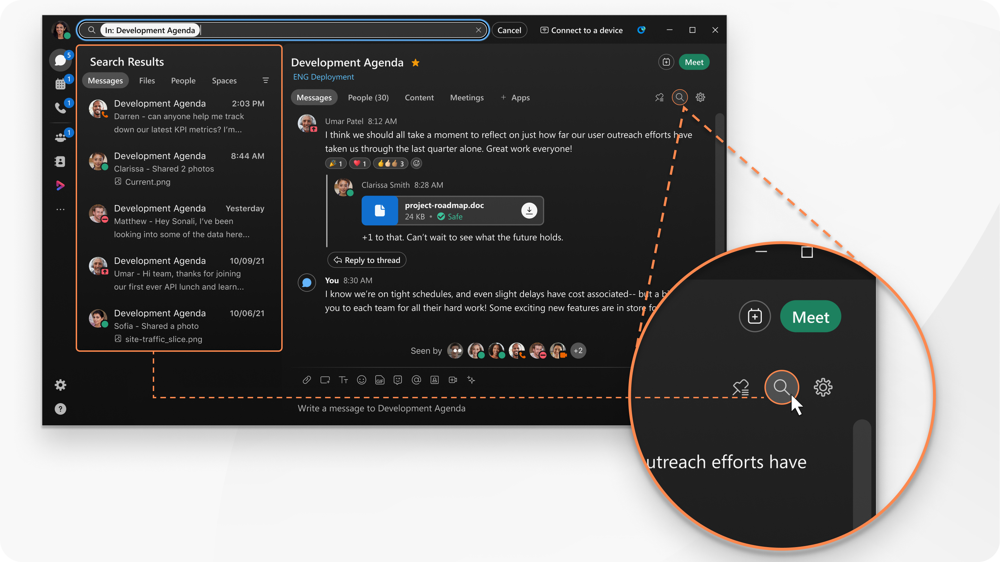 In: Development Agenda
Cancel
Connect to a device
5
1
1
1
Search Results
Messages Files People Spaces
Development Agenda 2:03 PM
Darren - can anyone help me track
down our latest KPI metrics? I’m...
Development Agenda 8:44 AM
Clarissa - Shared 2 photos
Current.png
Development Agenda Yesterday
Matthew - Hey Sonali, I’ve been
looking into some of the data here...
Development Agenda 10/09/21
Umar - Hi team, thanks for joining
our first ever API lunch and learn...
Development Agenda 10/06/21
Sofia - Shared a photo
site-traffic_slice.png
Development Agenda
Meet
ENG Deployment
Messages People (30) Content Meetings + Apps
Umar Patel 8:12 AM
I think we should all take a moment to reflect on just how far our user outreach efforts have
taken us through the last quarter alone. Great work everyone!
1 1 3
Clarissa Smith 8:28 AM
project-roadmap.doc
24 KB • Safe
+1 to that. Can’t wait to see what the future holds.
Reply to thread
You 8:30 AM
I know we’re on tight schedules, and even slight delays have cost associated-- but a
you to each team for all their hard work! Some exciting new features are in store
Seen by +2
GIF
Write a message to Development Agenda
?
Meet
utreach efforts have